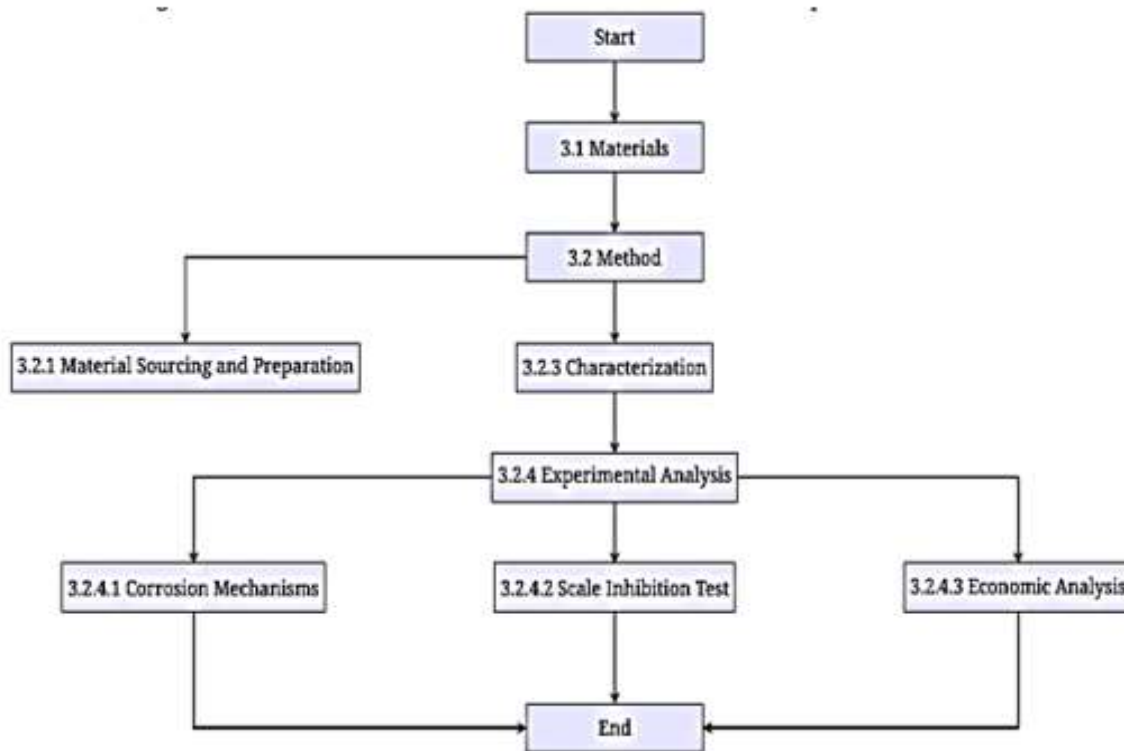 Start
3.1 Materials
3.2 Method
3.2.1 Material Sourcing and Preparation
3.2.3 Characterization
3.2.4 Experimental Analysis
3.2.4.1 Corrosion Mechanisms
3.2.4.2 Scale Inhibition Test
3.2.4.3 Economic Analysis
End